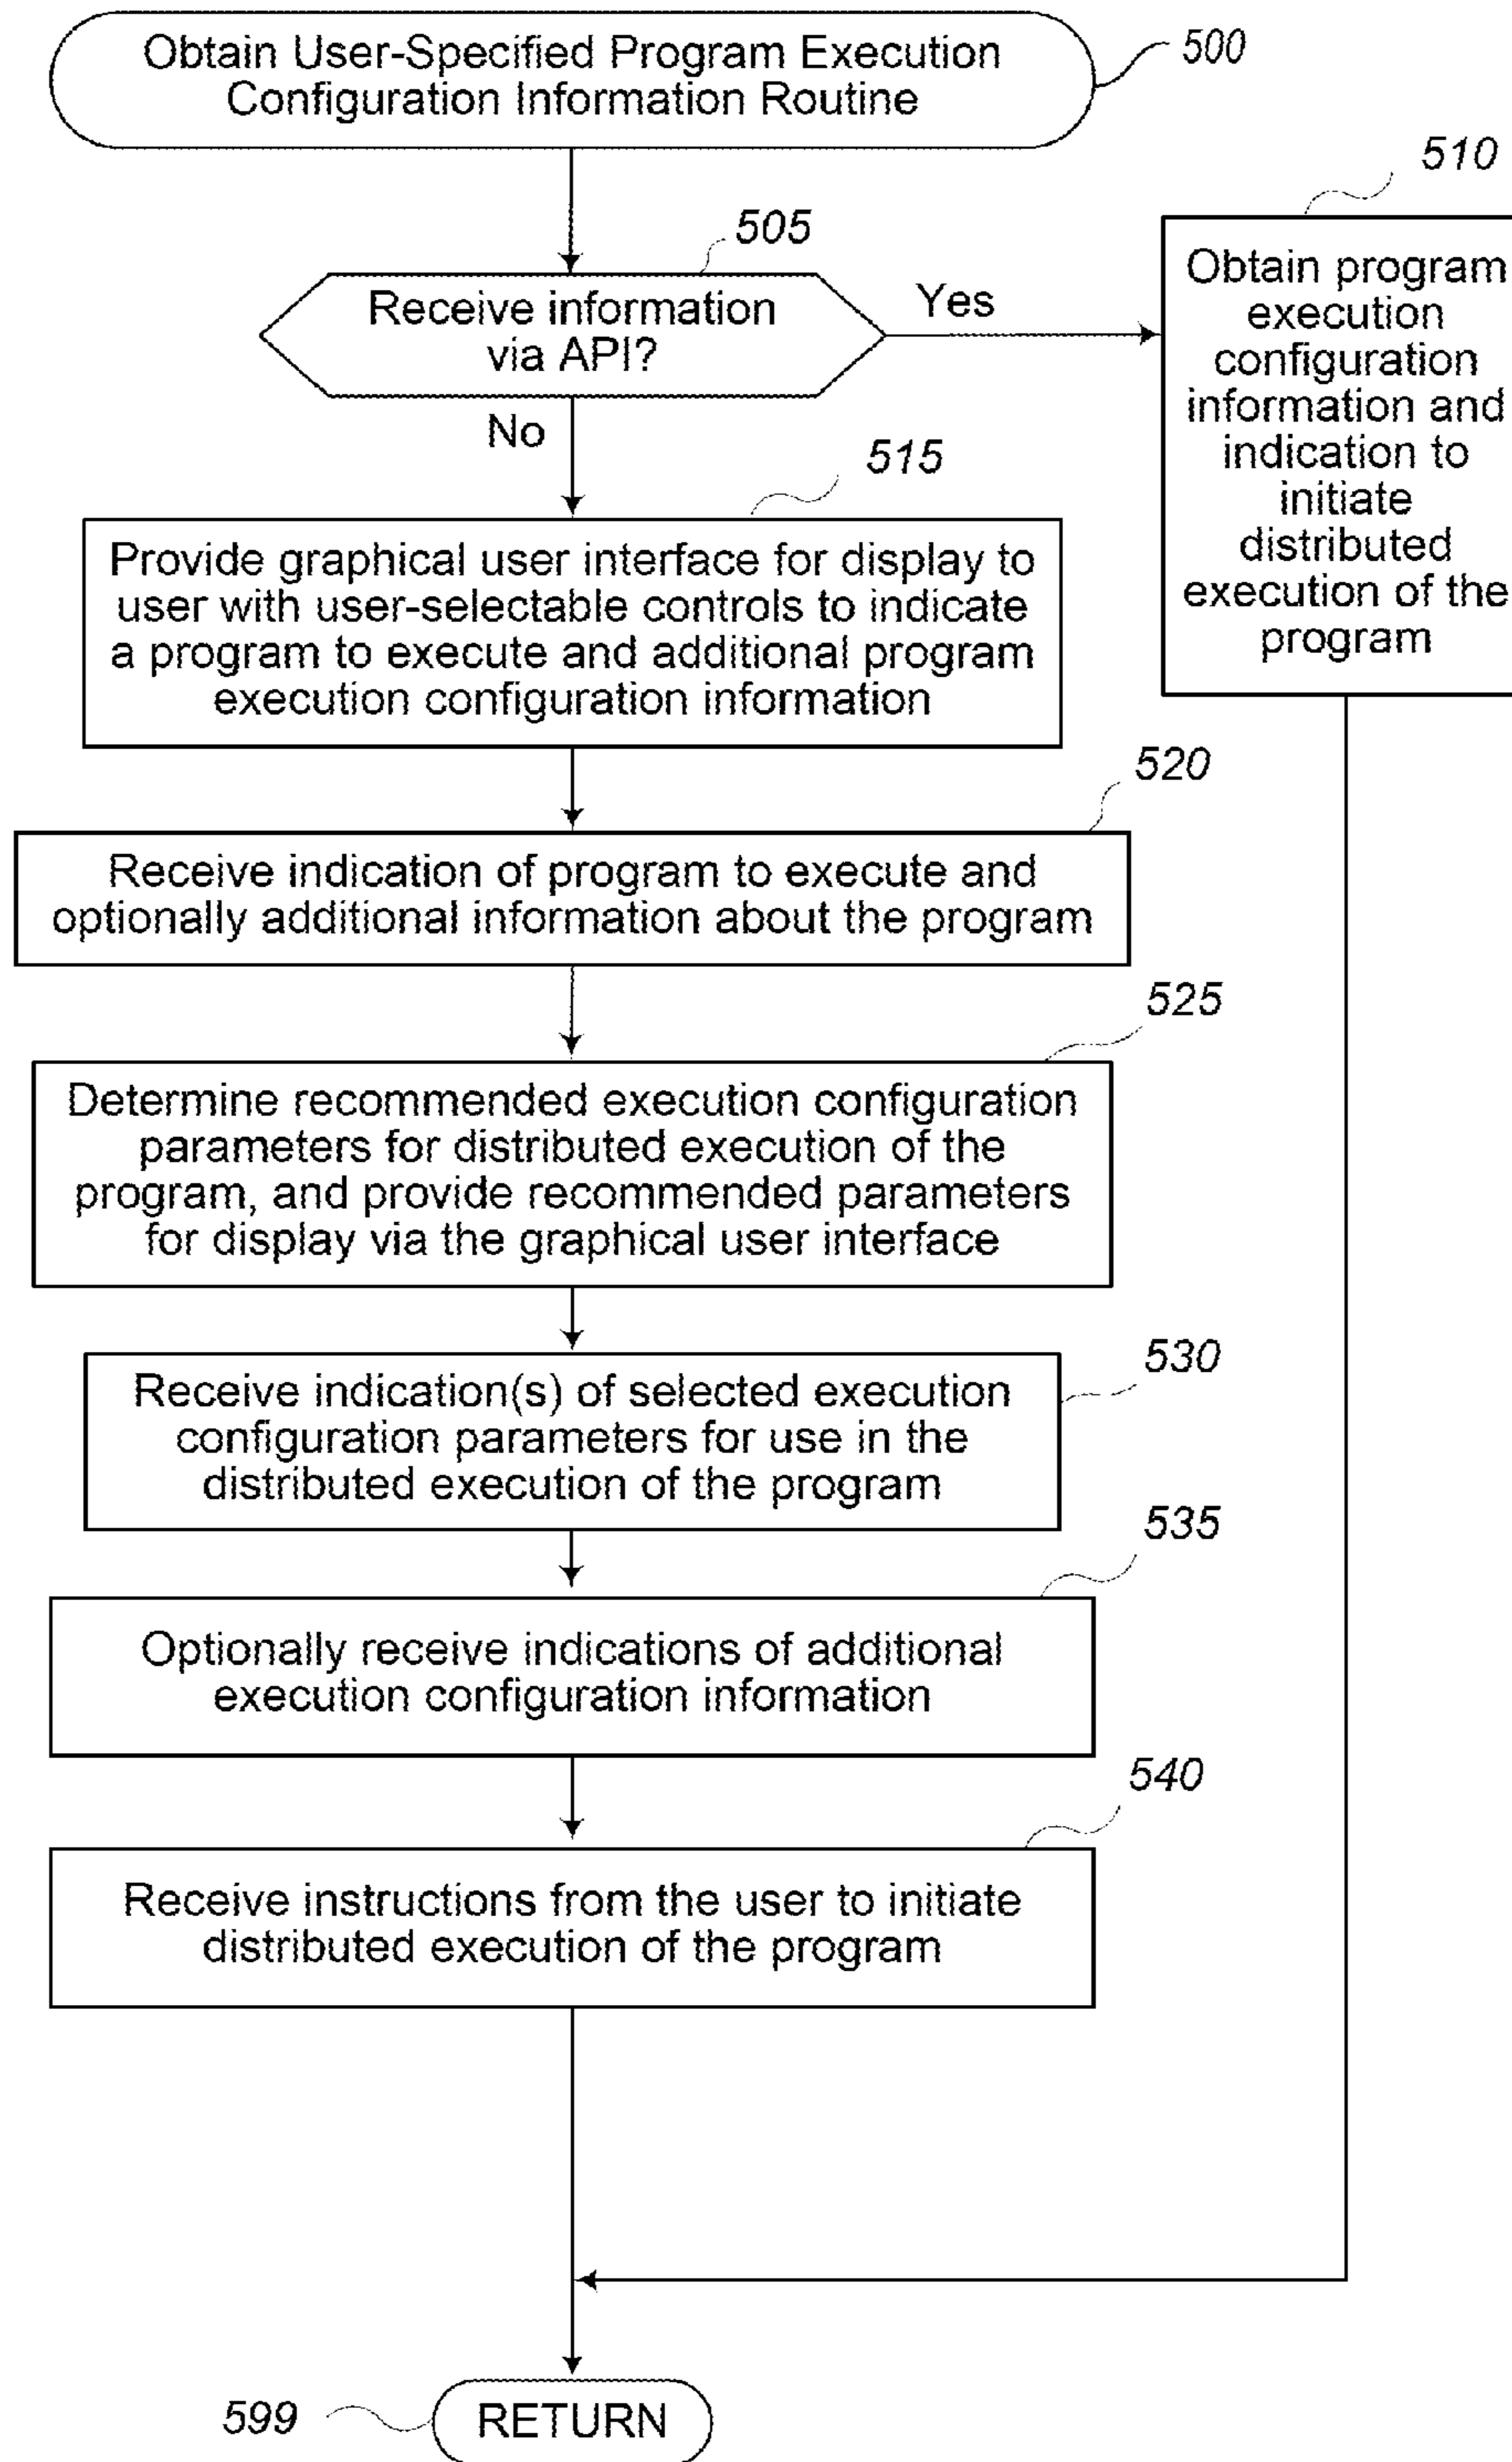 Obtain User-Specified Program Execution
Configuration Information Routine
500
505
Receive information
via API?
Yes
No
510
Obtain program
execution
configuration
information and
indication to
initiate
distributed
execution of the
program
515
Provide graphical user interface for display to
user with user-selectable controls to indicate
a program to execute and additional program
execution configuration information
520
Receive indication of program to execute and
optionally additional information about the program
525
Determine recommended execution configuration
parameters for distributed execution of the
program, and provide recommended parameters
for display via the graphical user interface
530
Receive indication(s) of selected execution
configuration parameters for use in the
distributed execution of the program
535
Optionally receive indications of additional
execution configuration information
540
Receive instructions from the user to initiate
distributed execution of the program
599
RETURN